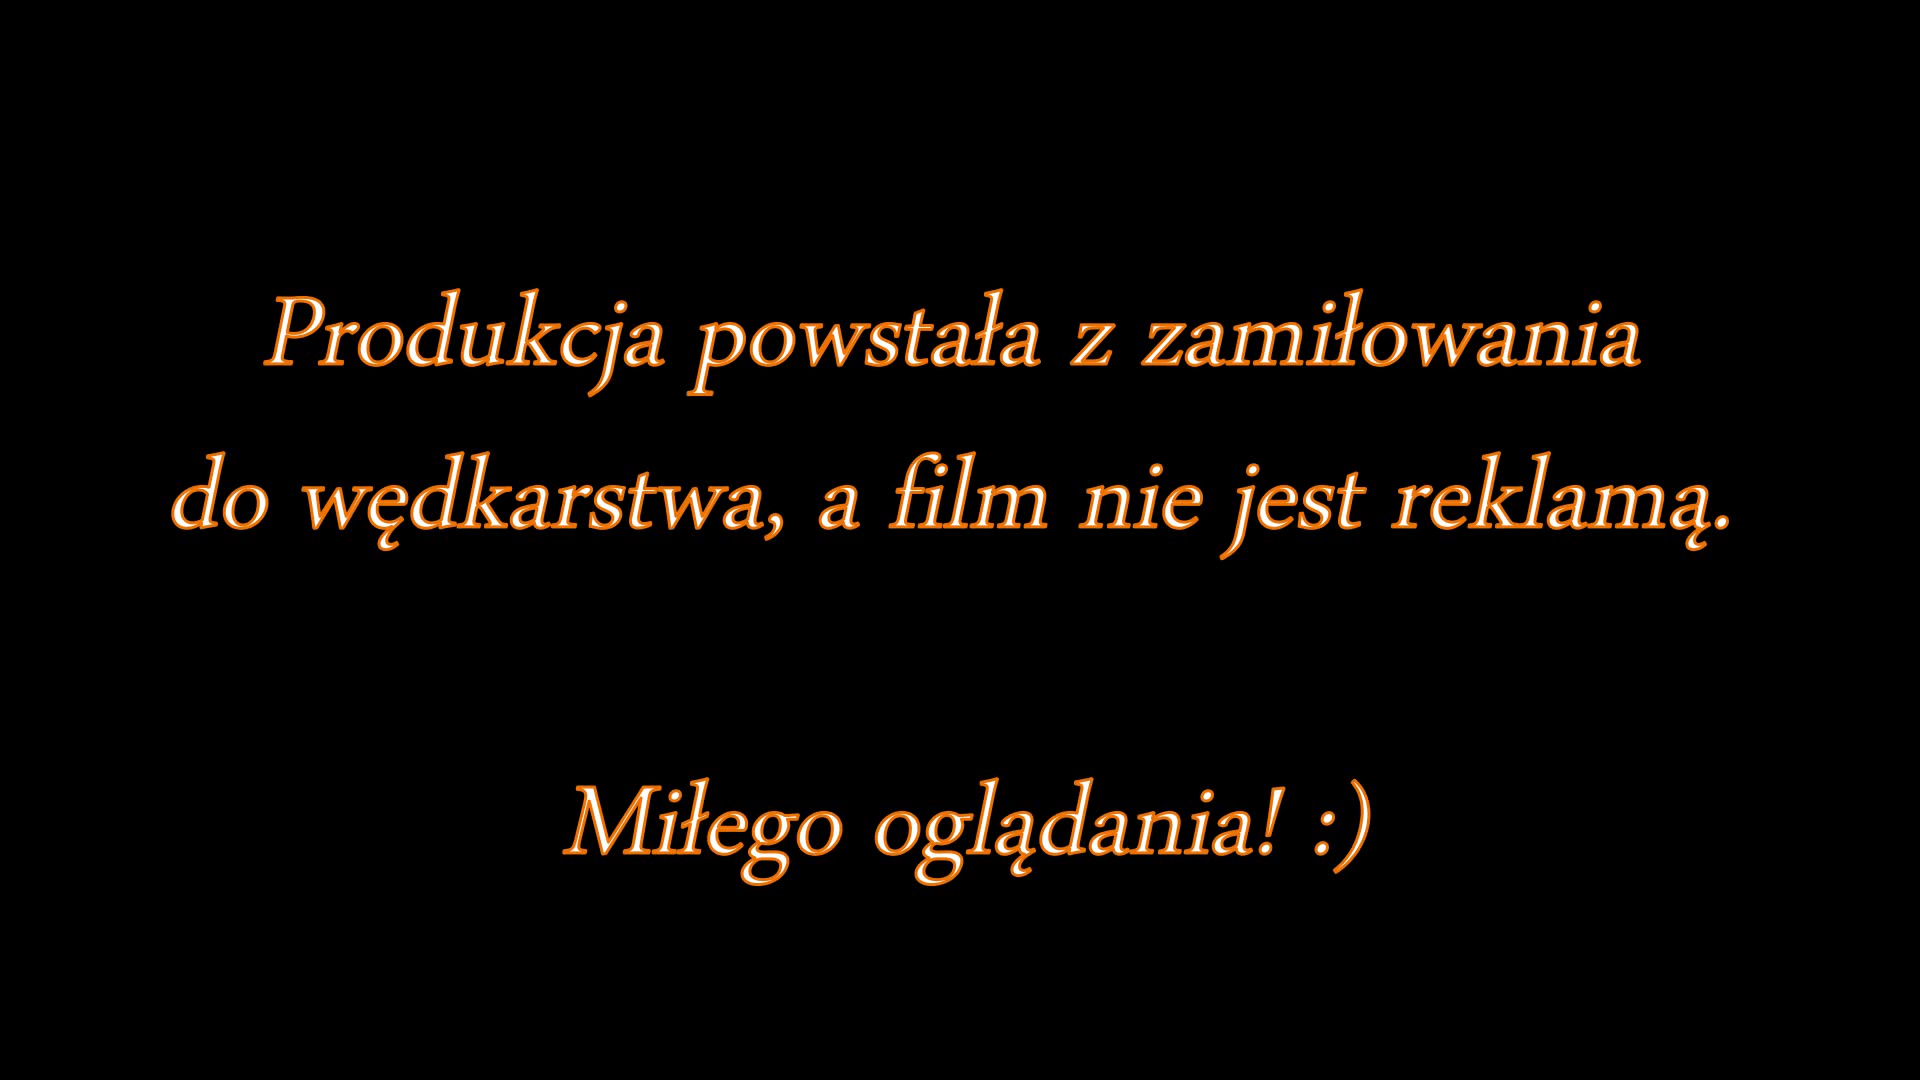 Produkcja powstała z zamiłowania
do wędkarstwa, a film nie jest reklamą.
Miłego oglądania! :)